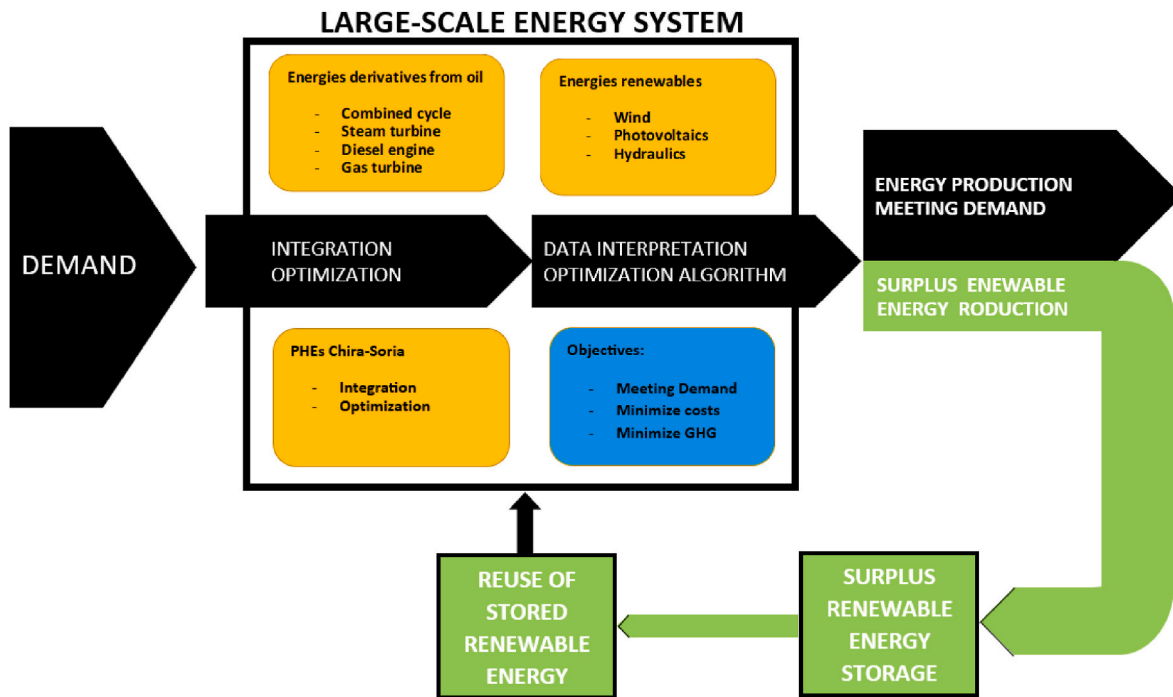 LARGE-SCALE ENERGY SYSTEM
Energies derivatives from oil
- Combined cycle
- Steam turbine
- Diesel engine
- Gas turbine
Energies renewables
- Wind
- Photovoltaics
- Hydraulics
DEMAND
INTEGRATION
OPTIMIZATION
DATA INTERPRETATION
OPTIMIZATION ALGORITHM
ENERGY PRODUCTION
MEETING DEMAND
SURPLUS ENEWABLE
ENERGY RODUCTION
PHEs Chira-Soria
- Integration
- Optimization
Objectives:
- Meeting Demand
- Minimize costs
- Minimize GHG
REUSE OF
STORED
RENEWABLE
ENERGY
SURPLUS
RENEWABLE
ENERGY
STORAGE